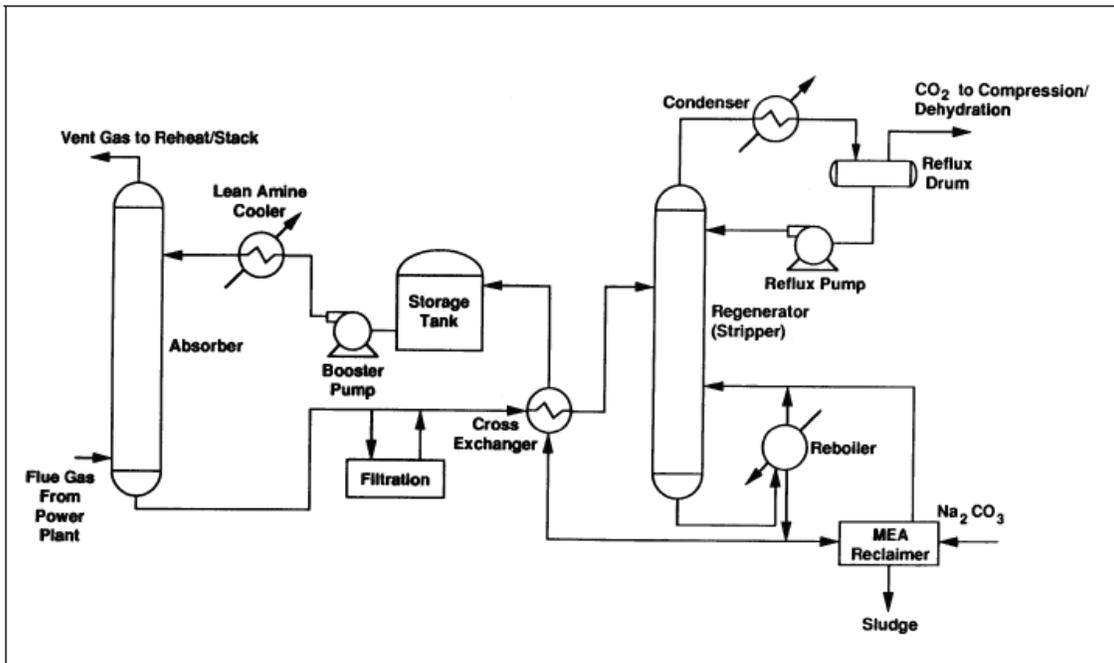 CO2 to Compression/
Dehydration
Condenser
Vent Gas to Reheat/Stack
Reflux
Drum
Lean Amine
Cooler
Reflux Pump
Storage
Tank
Regenerator
(Stripper)
Absorber
Booster
Pump
Cross
Exchanger
Reboiler
Filtration
Flue Gas
From
Power
Plant
Na2CO3
MEA
Reclaimer
Sludge